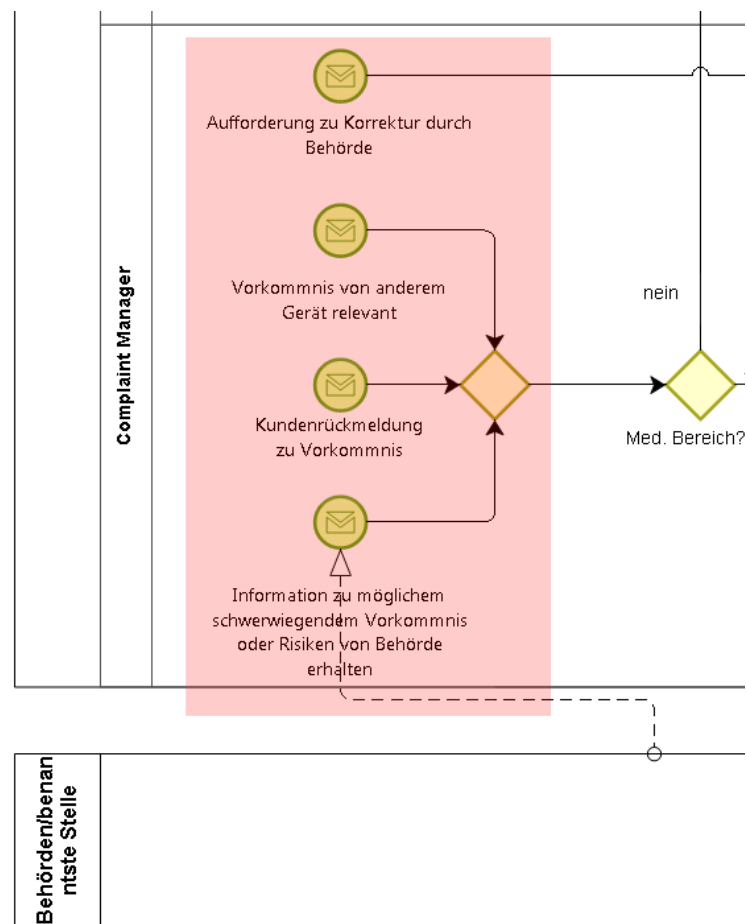 Complaint Manager
Aufforderung zu Korrektur durch
Behörde
Vorkommnis von anderem
Gerät relevant
nein
Kundenrückmeldung
zu Vorkommnis
Med. Bereich?
Information zu möglichem
schwerwiegendem Vorkommnis
oder Risiken von Behörde
erhalten
Behörden/benan
ntste Stelle